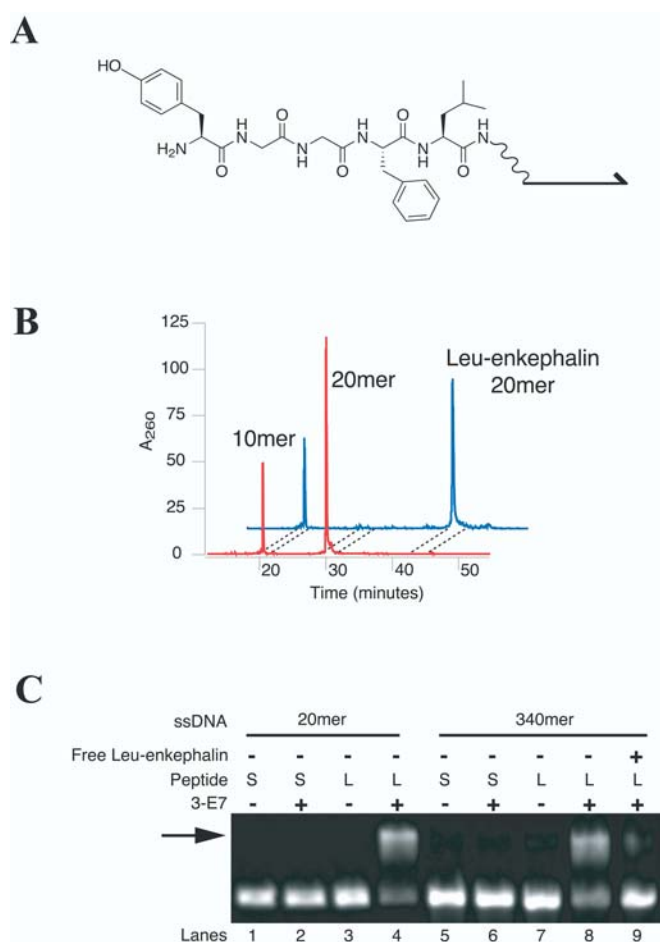 A
HO
O
H
N
O
H
N
O
H
N
H2N
O
N
H
O
N
H
O
B
125
100
75
50
25
0
A260
10mer
20mer
Leu-enkephalin
20mer
20
30
40
50
Time (minutes)
C
ssDNA
20mer
340mer
Free Leu-enkephalin
- - - - - - - - +
Peptide S S L L S S L L L
3-E7 - + - + - + - + +
Lanes 1 2 3 4 5 6 7 8 9